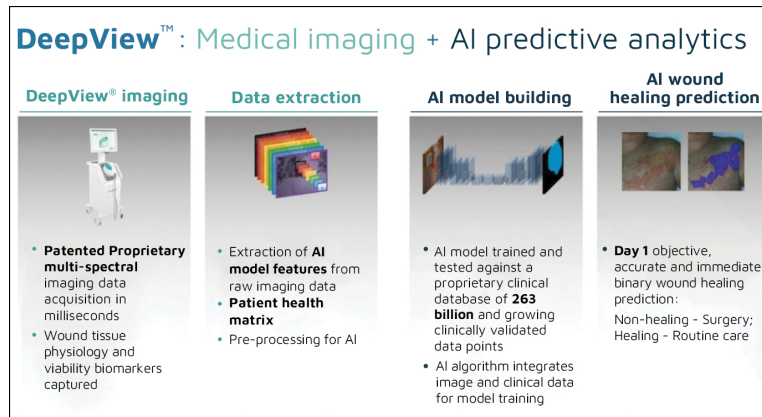 DeepView™: Medical imaging + AI predictive analytics
DeepView® imaging
• Patented Proprietary
multi-spectral
imaging data
acquisition in
milliseconds
• Wound tissue
physiology and
viability biomarkers
captured
Data extraction
• Extraction of AI
model features from
raw imaging data
• Patient health
matrix
• Pre-processing for AI
AI model building
• AI model trained and
tested against a
proprietary clinical
database of 263
billion and growing
clinically validated
data points
• AI algorithm integrates
image and clinical data
for model training
AI wound
healing prediction
• Day 1 objective,
accurate and immediate
binary wound healing
prediction:
Non-healing - Surgery;
Healing - Routine care